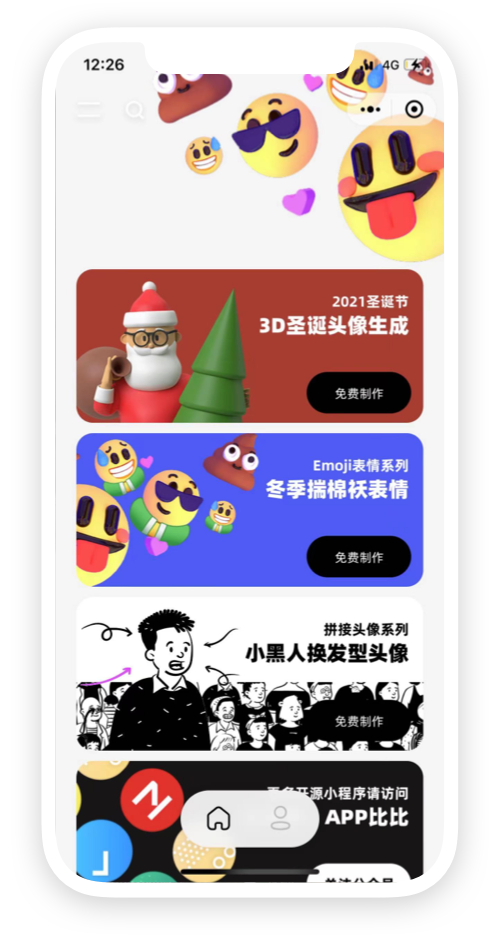 12:26
4G
2021圣诞节
3D圣诞头像生成
免费制作
Emoji表情系列
冬季揣棉袄表情
免费制作
拼接头像系列
小黑人换发型头像
免费制作
开源小程序请访问
APP比比